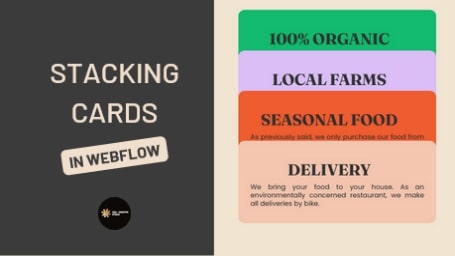 STACKING
CARDS
IN WEBFLOW
100% ORGANIC
LOCAL FARMS
SEASONAL FOOD
As previously said, we only purchase our food from
DELIVERY
We bring your food to your house. As an
environmentally concerned restaurant, we make
all deliveries by bike.